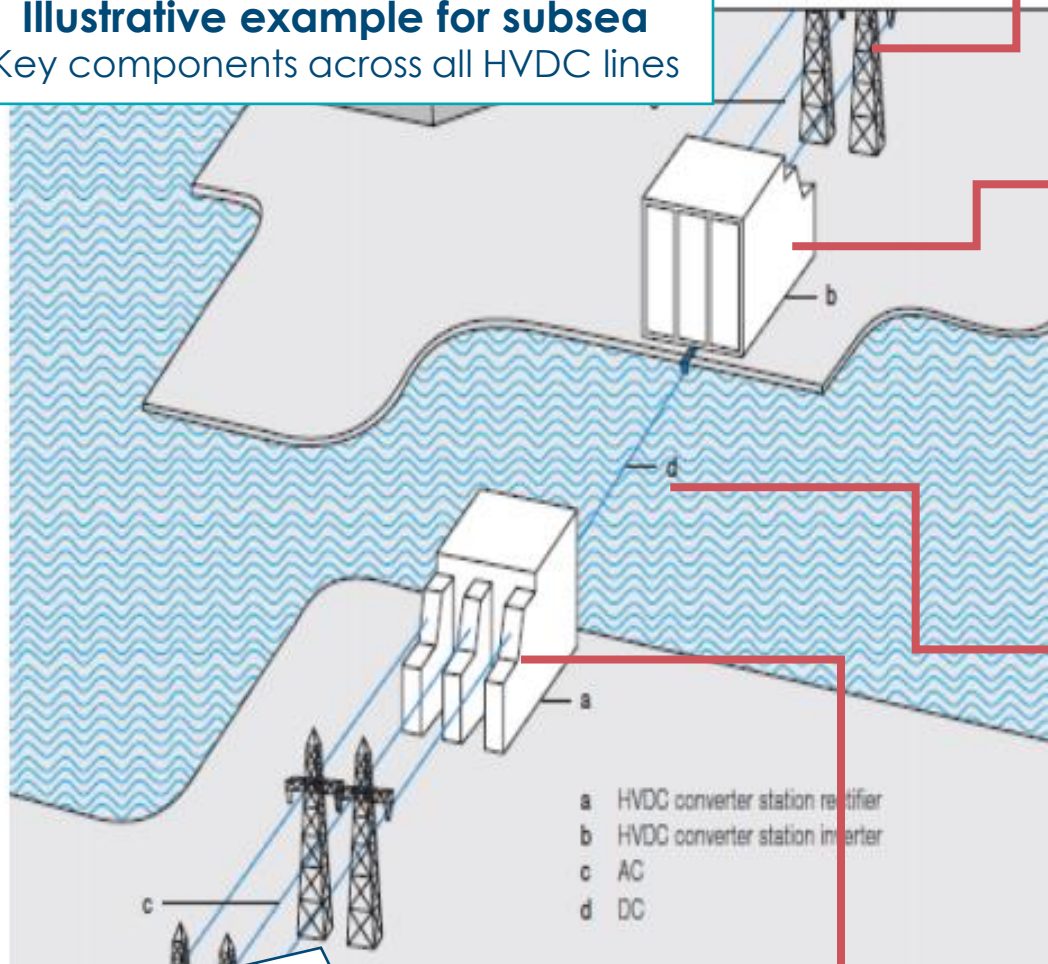 Illustrative example for subsea
Key components across all HVDC lines
b
d
a
a HVDC converter station rectifier
b HVDC converter station inverter
c AC
d DC
c